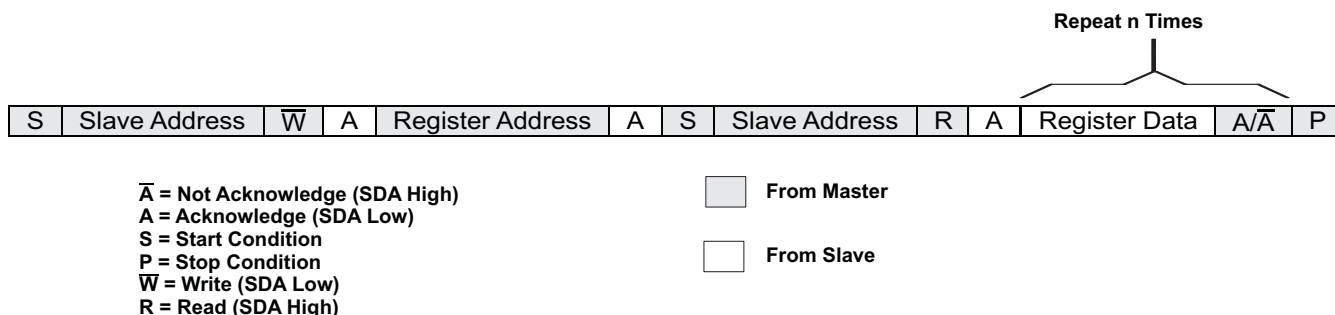 Repeat n Times
S Slave Address W̅ A Register Address A S Slave Address R A Register Data A/A̅ P
A̅ = Not Acknowledge (SDA High)
A = Acknowledge (SDA Low)
S = Start Condition
P = Stop Condition
W̅ = Write (SDA Low)
R = Read (SDA High)
From Master
From Slave